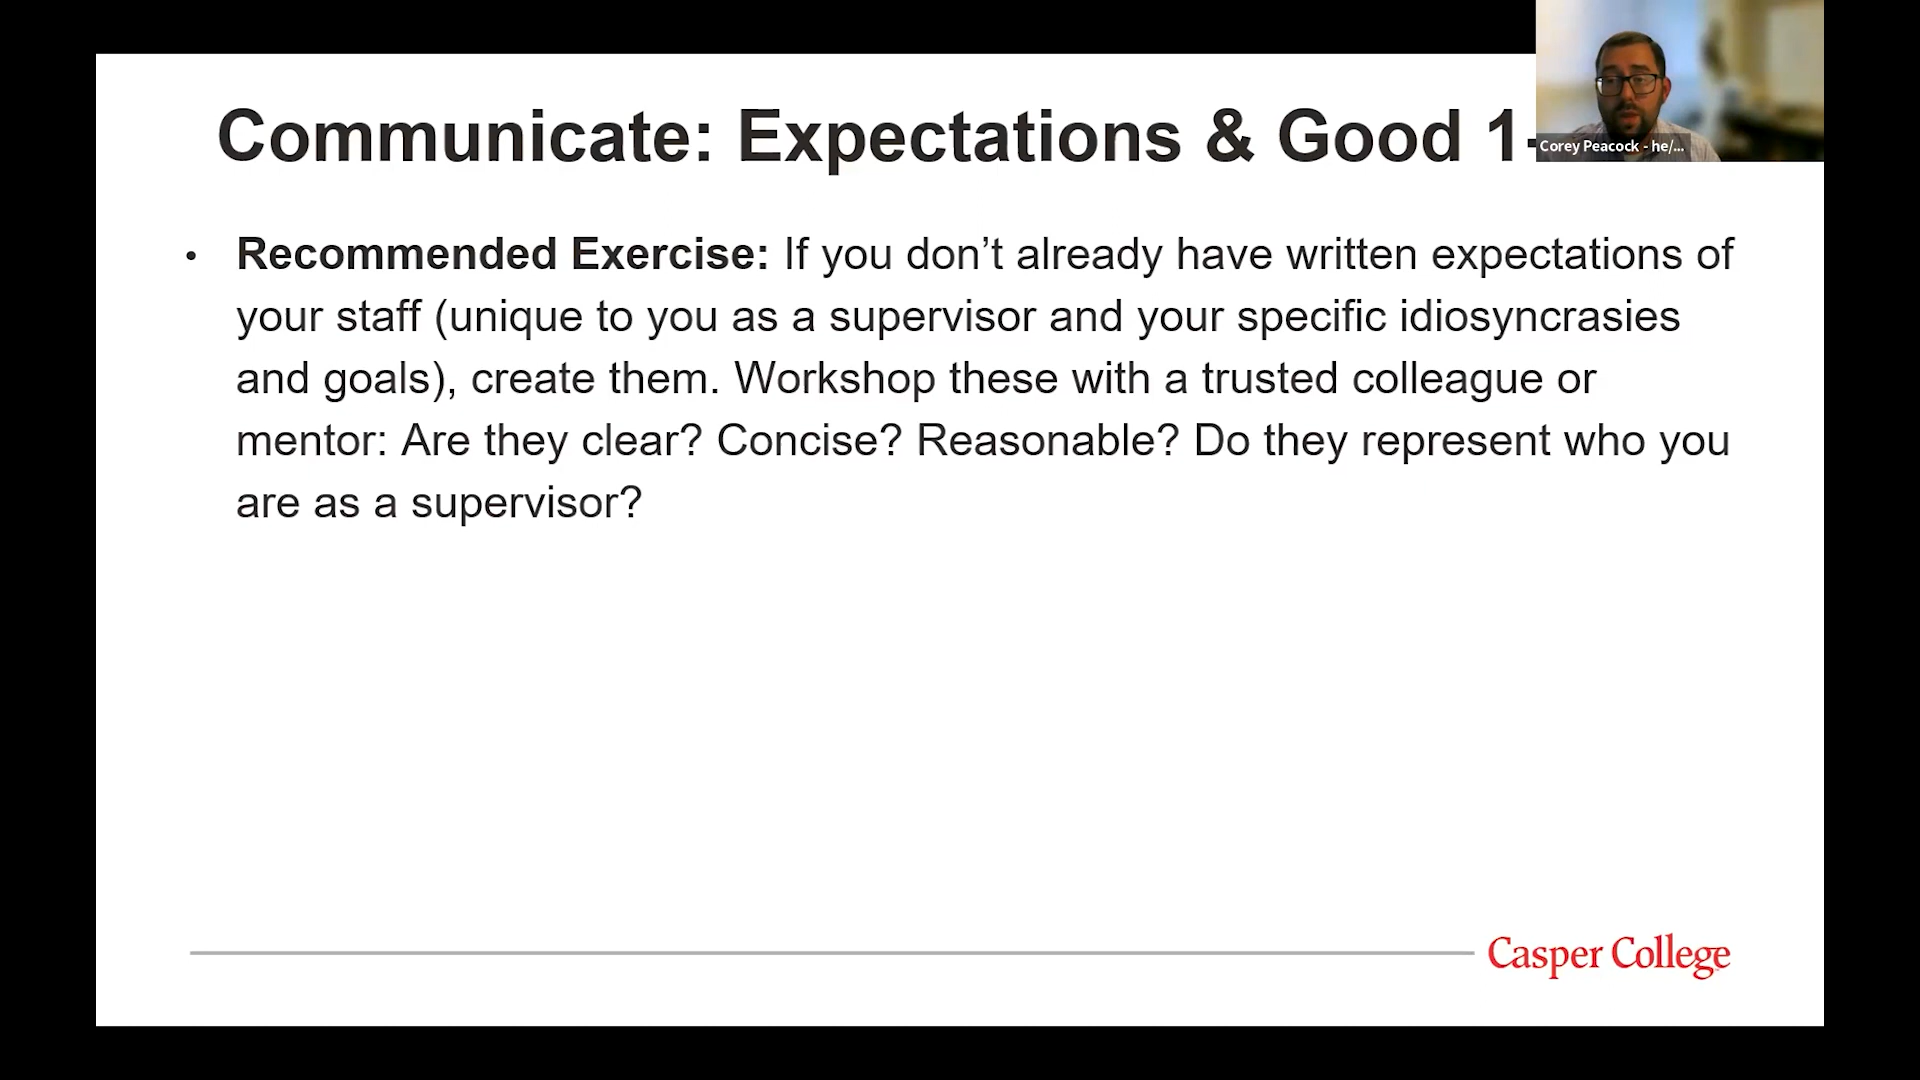 Communicate: Expectations & Good 1-
Corey Peacock - he/...
• Recommended Exercise: If you don’t already have written expectations of
your staff (unique to you as a supervisor and your specific idiosyncrasies
and goals), create them. Workshop these with a trusted colleague or
mentor: Are they clear? Concise? Reasonable? Do they represent who you
are as a supervisor?
Casper College